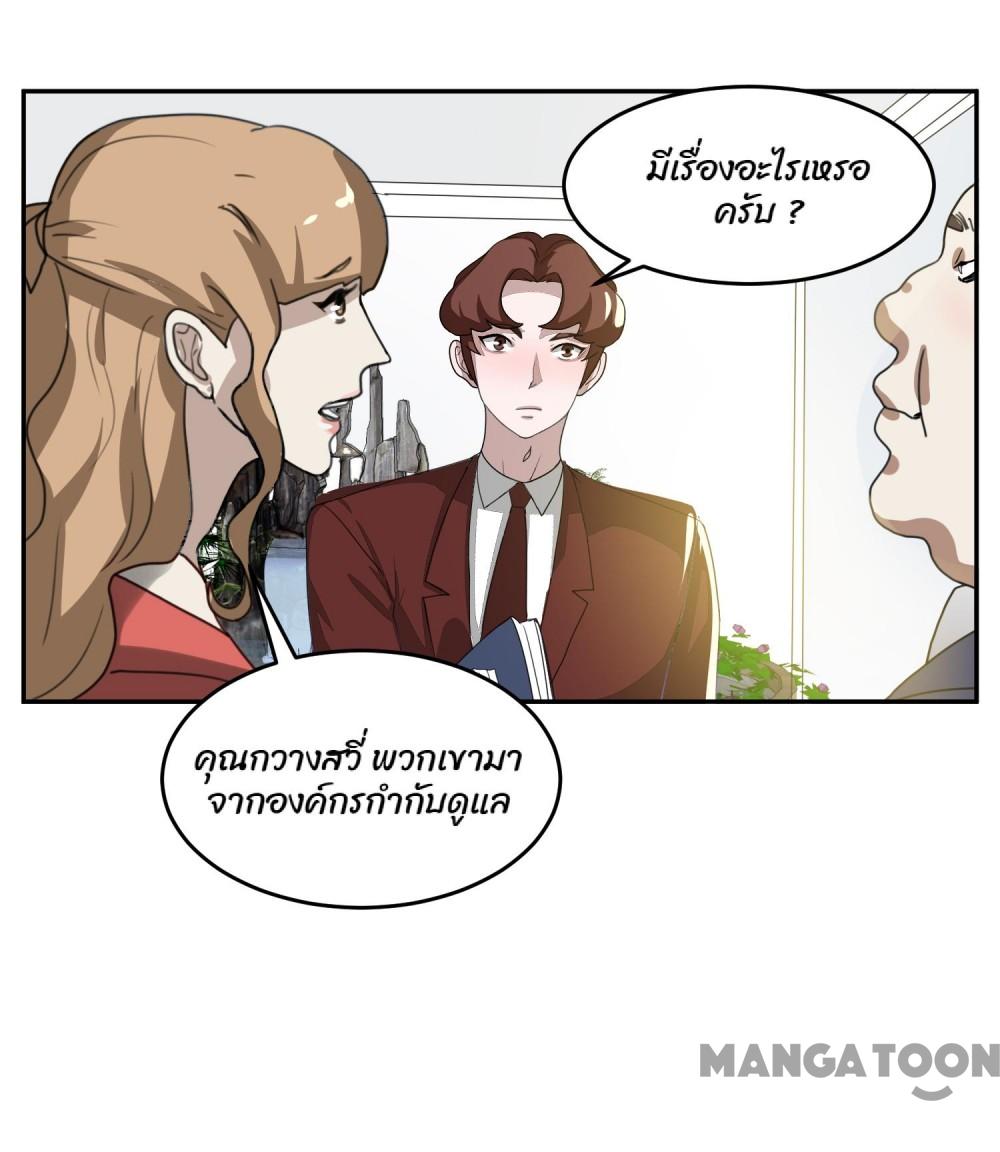 มีเรื่องอะไรเหรอ
ครับ ?
คุณกวางสวี่ พวกเขามา
จากองค์กรกำกับดูแล
MANGATOON